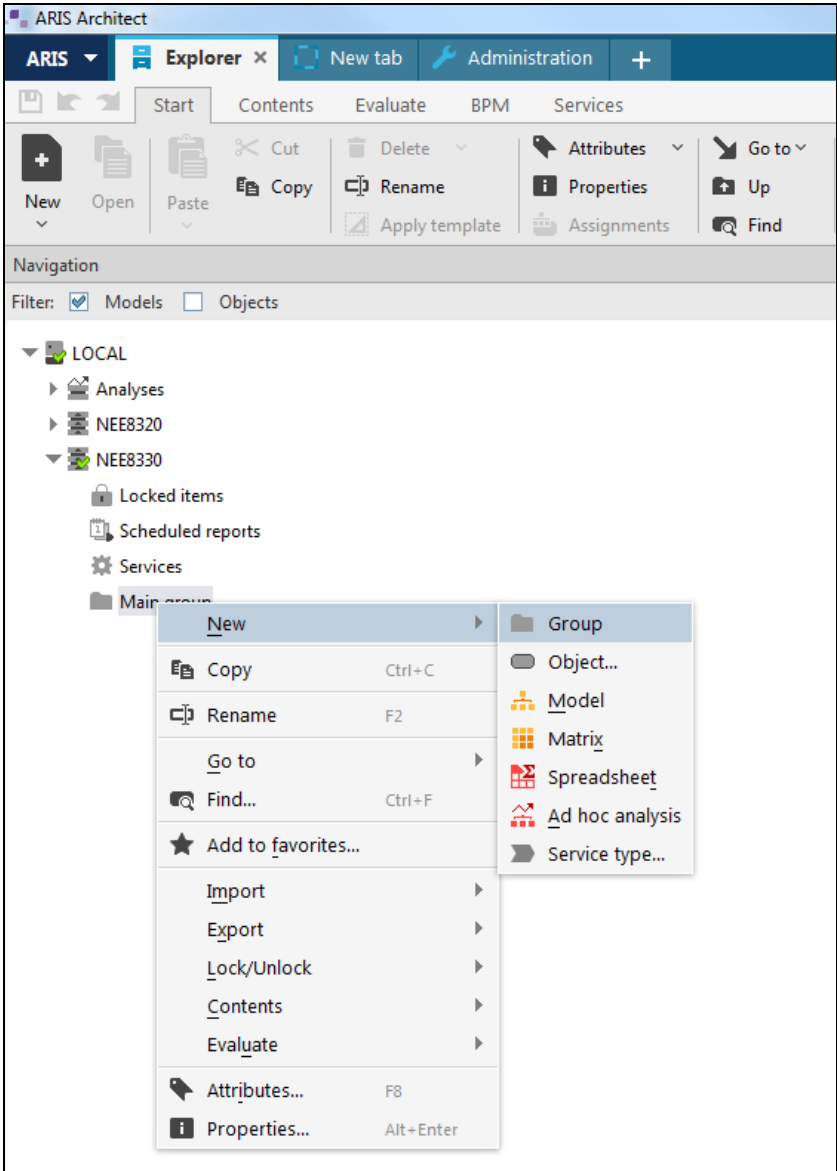 ARIS Architect
ARIS Explorer × New tab Administration +
Start Contents Evaluate BPM Services
New Open Paste Cut Copy Delete Rename Apply template Attributes Properties Assignments Go to Up Find
Navigation
Filter: Models Objects
LOCAL
Analyses
NEE8320
NEE8330
Locked items
Scheduled reports
Services
Main group
New
Copy Ctrl+C
Rename F2
Go to
Find... Ctrl+F
Add to favorites...
Import
Export
Lock/Unlock
Contents
Evaluate
Attributes... F8
Properties... Alt+Enter
Group
Object...
Model
Matrix
Spreadsheet
Ad hoc analysis
Service type...